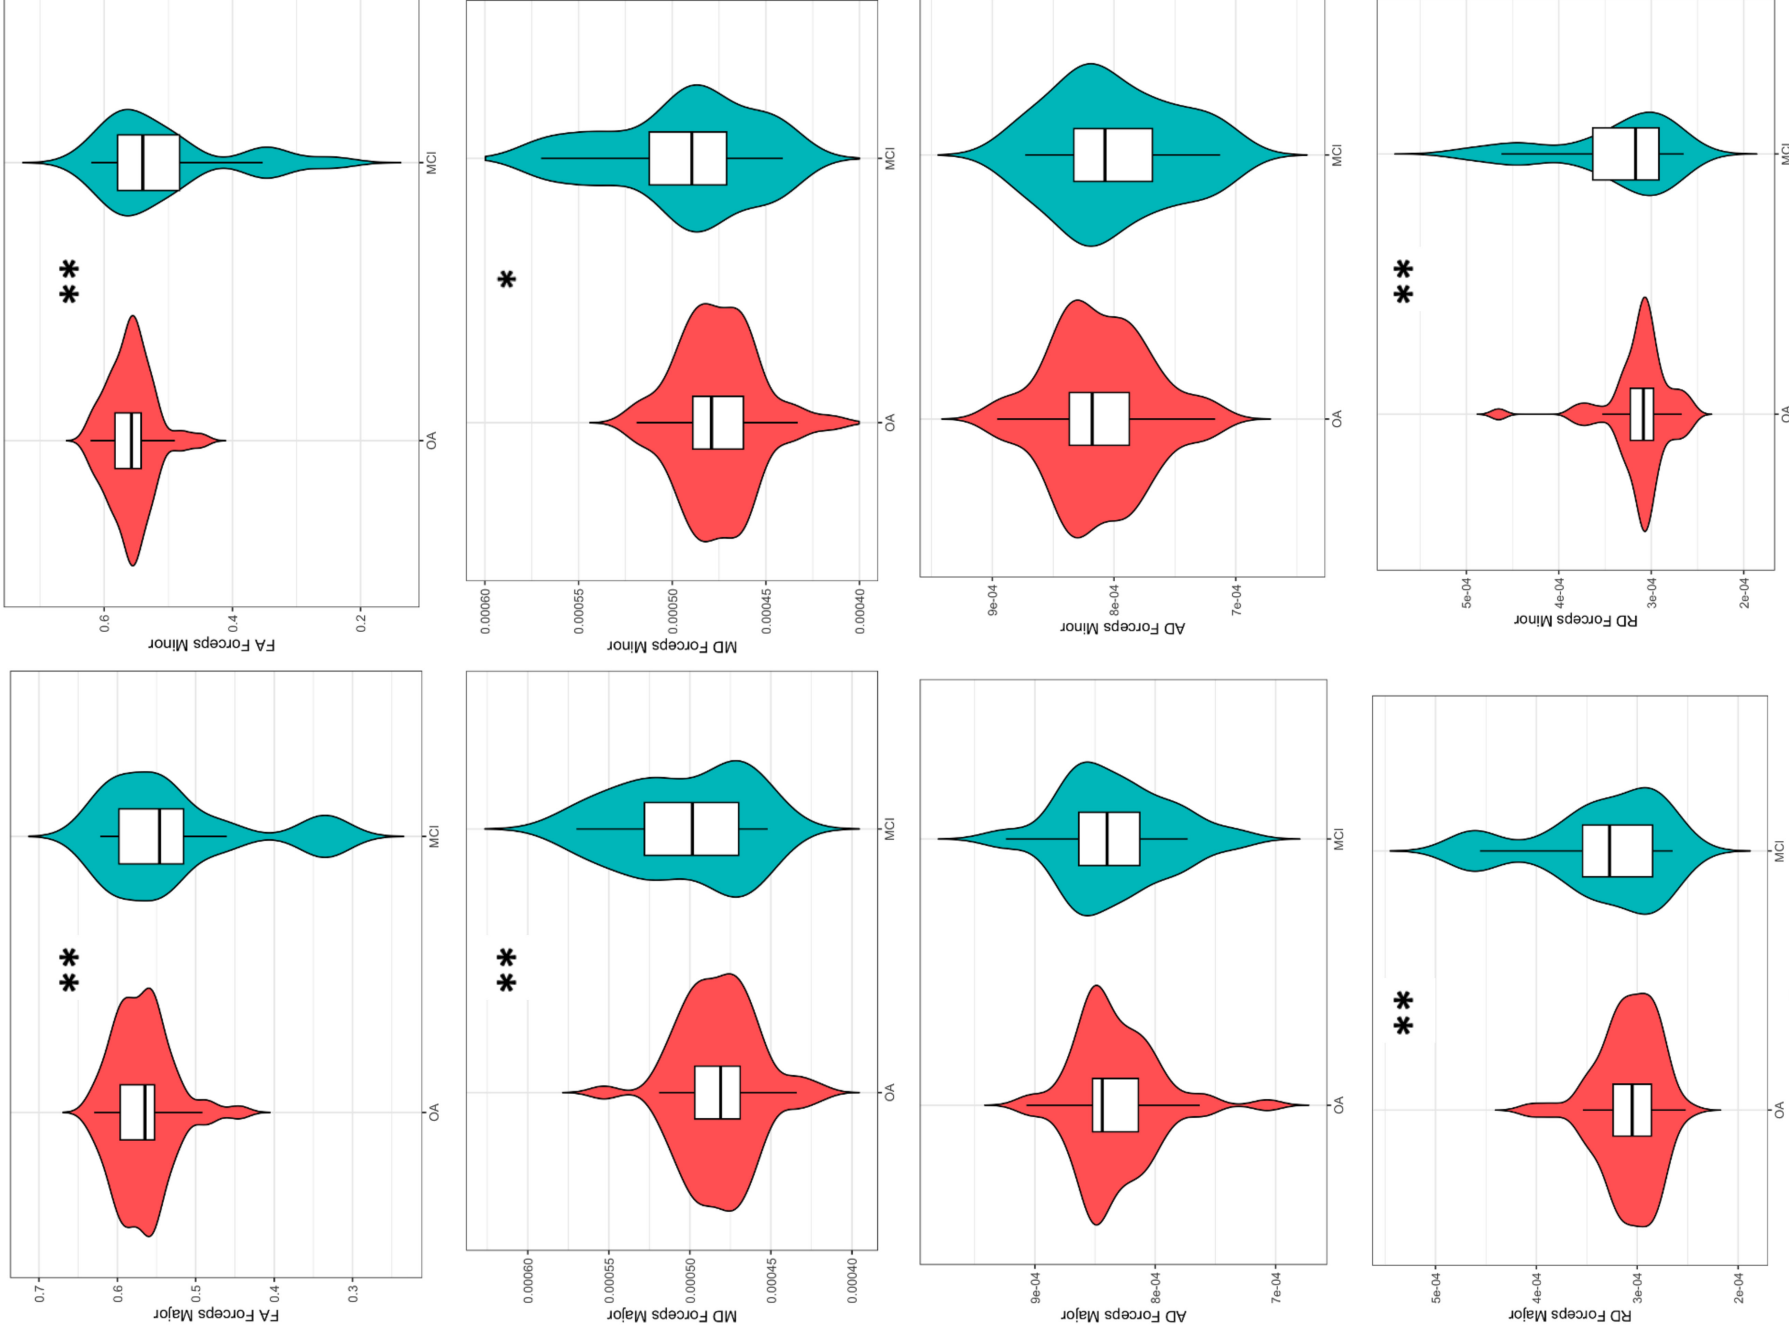 FA Forceps Major
0.7
0.6
0.5
0.4
0.3
OA
MCI
**
FA Forceps Minor
0.6
0.4
0.2
OA
MCI
**
MD Forceps Major
0.00060
0.00055
0.00050
0.00045
0.00040
OA
MCI
**
MD Forceps Minor
0.00060
0.00055
0.00050
0.00045
0.00040
OA
MCI
*
AD Forceps Major
9e-04
8e-04
7e-04
OA
MCI
AD Forceps Minor
9e-04
8e-04
7e-04
OA
MCI
RD Forceps Major
5e-04
4e-04
3e-04
2e-04
OA
MCI
**
RD Forceps Minor
5e-04
4e-04
3e-04
2e-04
OA
MCI
**